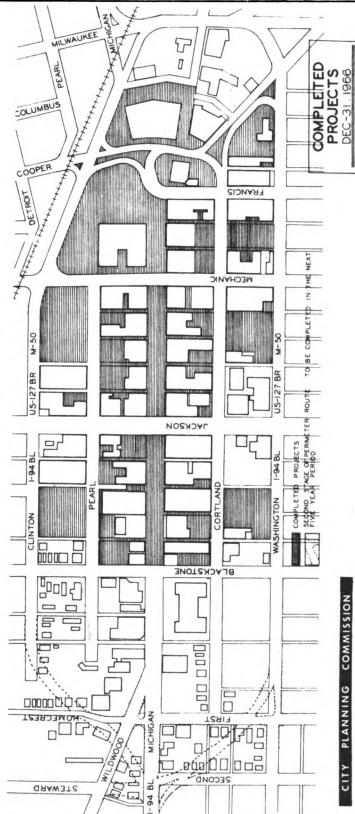 MILWAUKEE
MICHIGAN
PEARL
COLUMBUS
COOPER
DETROIT
FRANCIS
MECHANIC
M-50
M-50
US-127 BR
US-127 BR
JACKSON
I-94 BL
I-94 BL
PEARL
CLINTON
CORTLAND
WASHINGTON
BLACKSTONE
HOMECREST
FIRST
MICHIGAN
WILDWOOD
STEWARD
I-94 BL
SECOND
COMPLETED
PROJECTS
DEC-31 1966
COMPLETED PROJECTS
SECOND STAGE OF PERIMETER ROUTE TO BE COMPLETED IN THE NEXT
FIVE YEAR PERIOD
CITY PLANNING COMMISSION